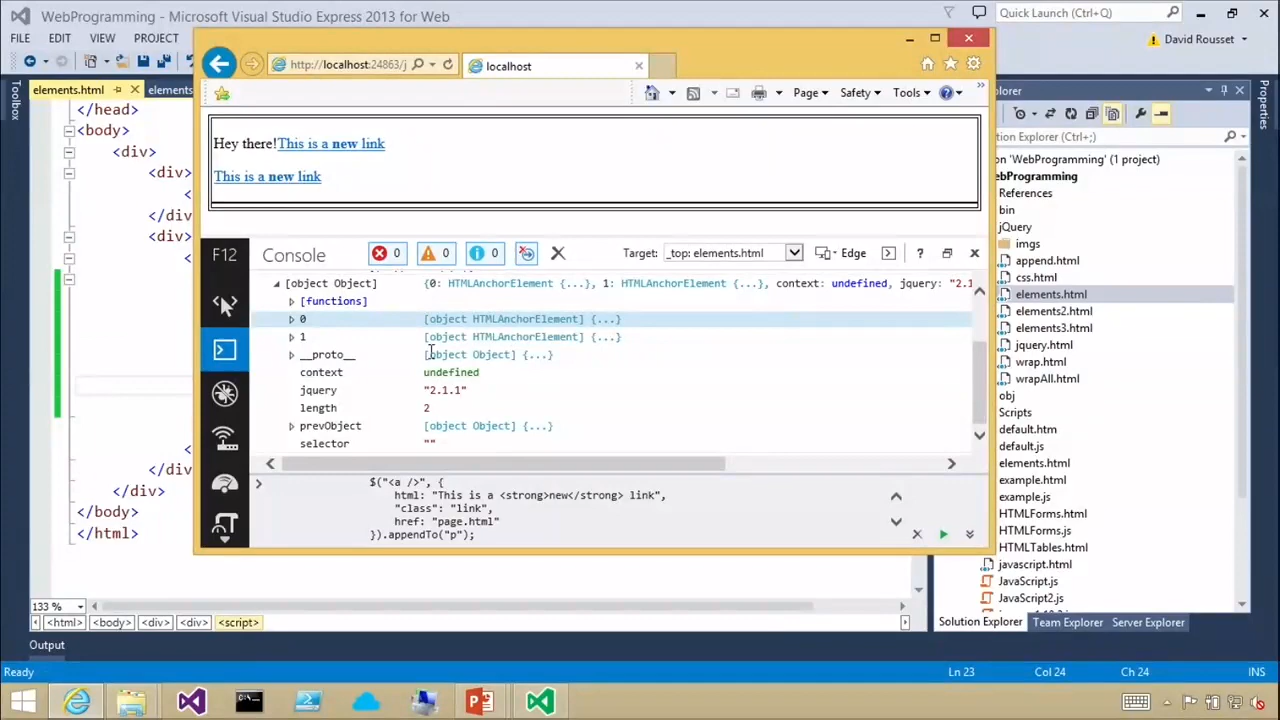 WebProgramming - Microsoft Visual Studio Express 2013 for Web
Quick Launch (Ctrl+Q)
FILE EDIT VIEW PROJECT
David Rousset
http://localhost:24863/j
localhost
Page Safety Tools
Toolbox
elements.html
elements
</head>
<body>
<div>
<div>
<
</div>
<div>
<
<
</div>
</div>
</body>
</html>
Hey there!This is a new link
This is a new link
F12
Console
0
0
0
Target: _top: elements.html
Edge
?
[object Object] {0: HTMLAnchorElement {...}, 1: HTMLAnchorElement {...}, context: undefined, jquery: "2.1
[functions]
0 [object HTMLAnchorElement] {...}
1 [object HTMLAnchorElement] {...}
__proto__ [object Object] {...}
context undefined
jquery "2.1.1"
length 2
prevObject [object Object] {...}
selector ""
$("<a />", {
html: "This is a <strong>new</strong> link",
"class": "link",
href: "page.html"
}).appendTo("p");
plorer
tion Explorer (Ctrl+;)
on 'WebProgramming' (1 project)
ebProgramming
References
bin
jQuery
imgs
append.html
css.html
elements.html
elements2.html
elements3.html
jquery.html
wrap.html
wrapAll.html
obj
Scripts
default.htm
default.js
elements.html
example.html
example.js
HTMLForms.html
HTMLForms.js
HTMLTables.html
javascript.html
JavaScript.js
JavaScript2.js
Properties
133 %
<html> <body> <div> <div> <script>
Solution Explorer Team Explorer Server Explorer
Output
Ready
Ln 23 Col 24 Ch 24 INS